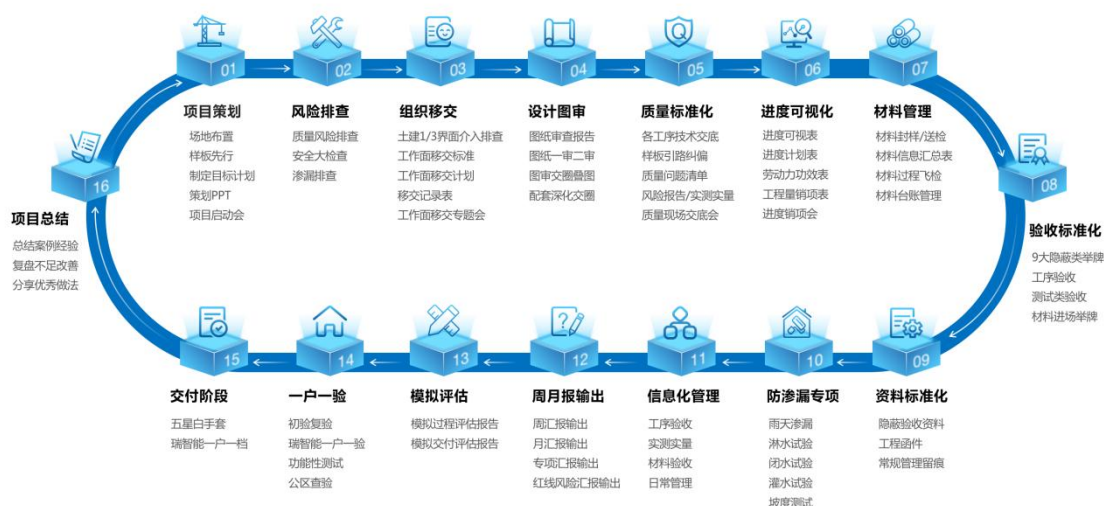 01
项目策划
场地布置
样板先行
制定目标计划
策划PPT
项目启动会
02
风险排查
质量风险排查
安全大检查
渗漏排查
03
组织移交
土建1/3界面介入排查
工作面移交标准
工作面移交计划
移交记录表
工作面移交专题会
04
设计图审
图纸审查报告
图纸一审二审
图审交圈叠图
配套深化交圈
Q
05
质量标准化
各工序技术交底
样板引路纠偏
质量问题清单
风险报告/实测实量
质量现场交底会
06
进度可视化
进度可视表
进度计划表
劳动力功效表
工程量销项表
进度销项会
07
材料管理
材料封样/送检
材料信息汇总表
材料过程飞检
材料台账管理
08
验收标准化
9大隐蔽类举牌
工序验收
测试类验收
材料进场举牌
09
资料标准化
隐蔽验收资料
工程函件
常规管理留痕
10
防渗漏专项
雨天渗漏
淋水试验
闭水试验
灌水试验
坡度测试
11
信息化管理
工序验收
实测实量
材料验收
日常管理
?
12
周月报输出
周汇报输出
月汇报输出
专项汇报输出
红线风险汇报输出
13
模拟评估
模拟过程评估报告
模拟交付评估报告
14
一户一验
初验复验
瑞智能一户一验
功能性测试
公区查验
15
交付阶段
五星白手套
瑞智能一户一档
16
项目总结
总结案例经验
复盘不足改善
分享优秀做法